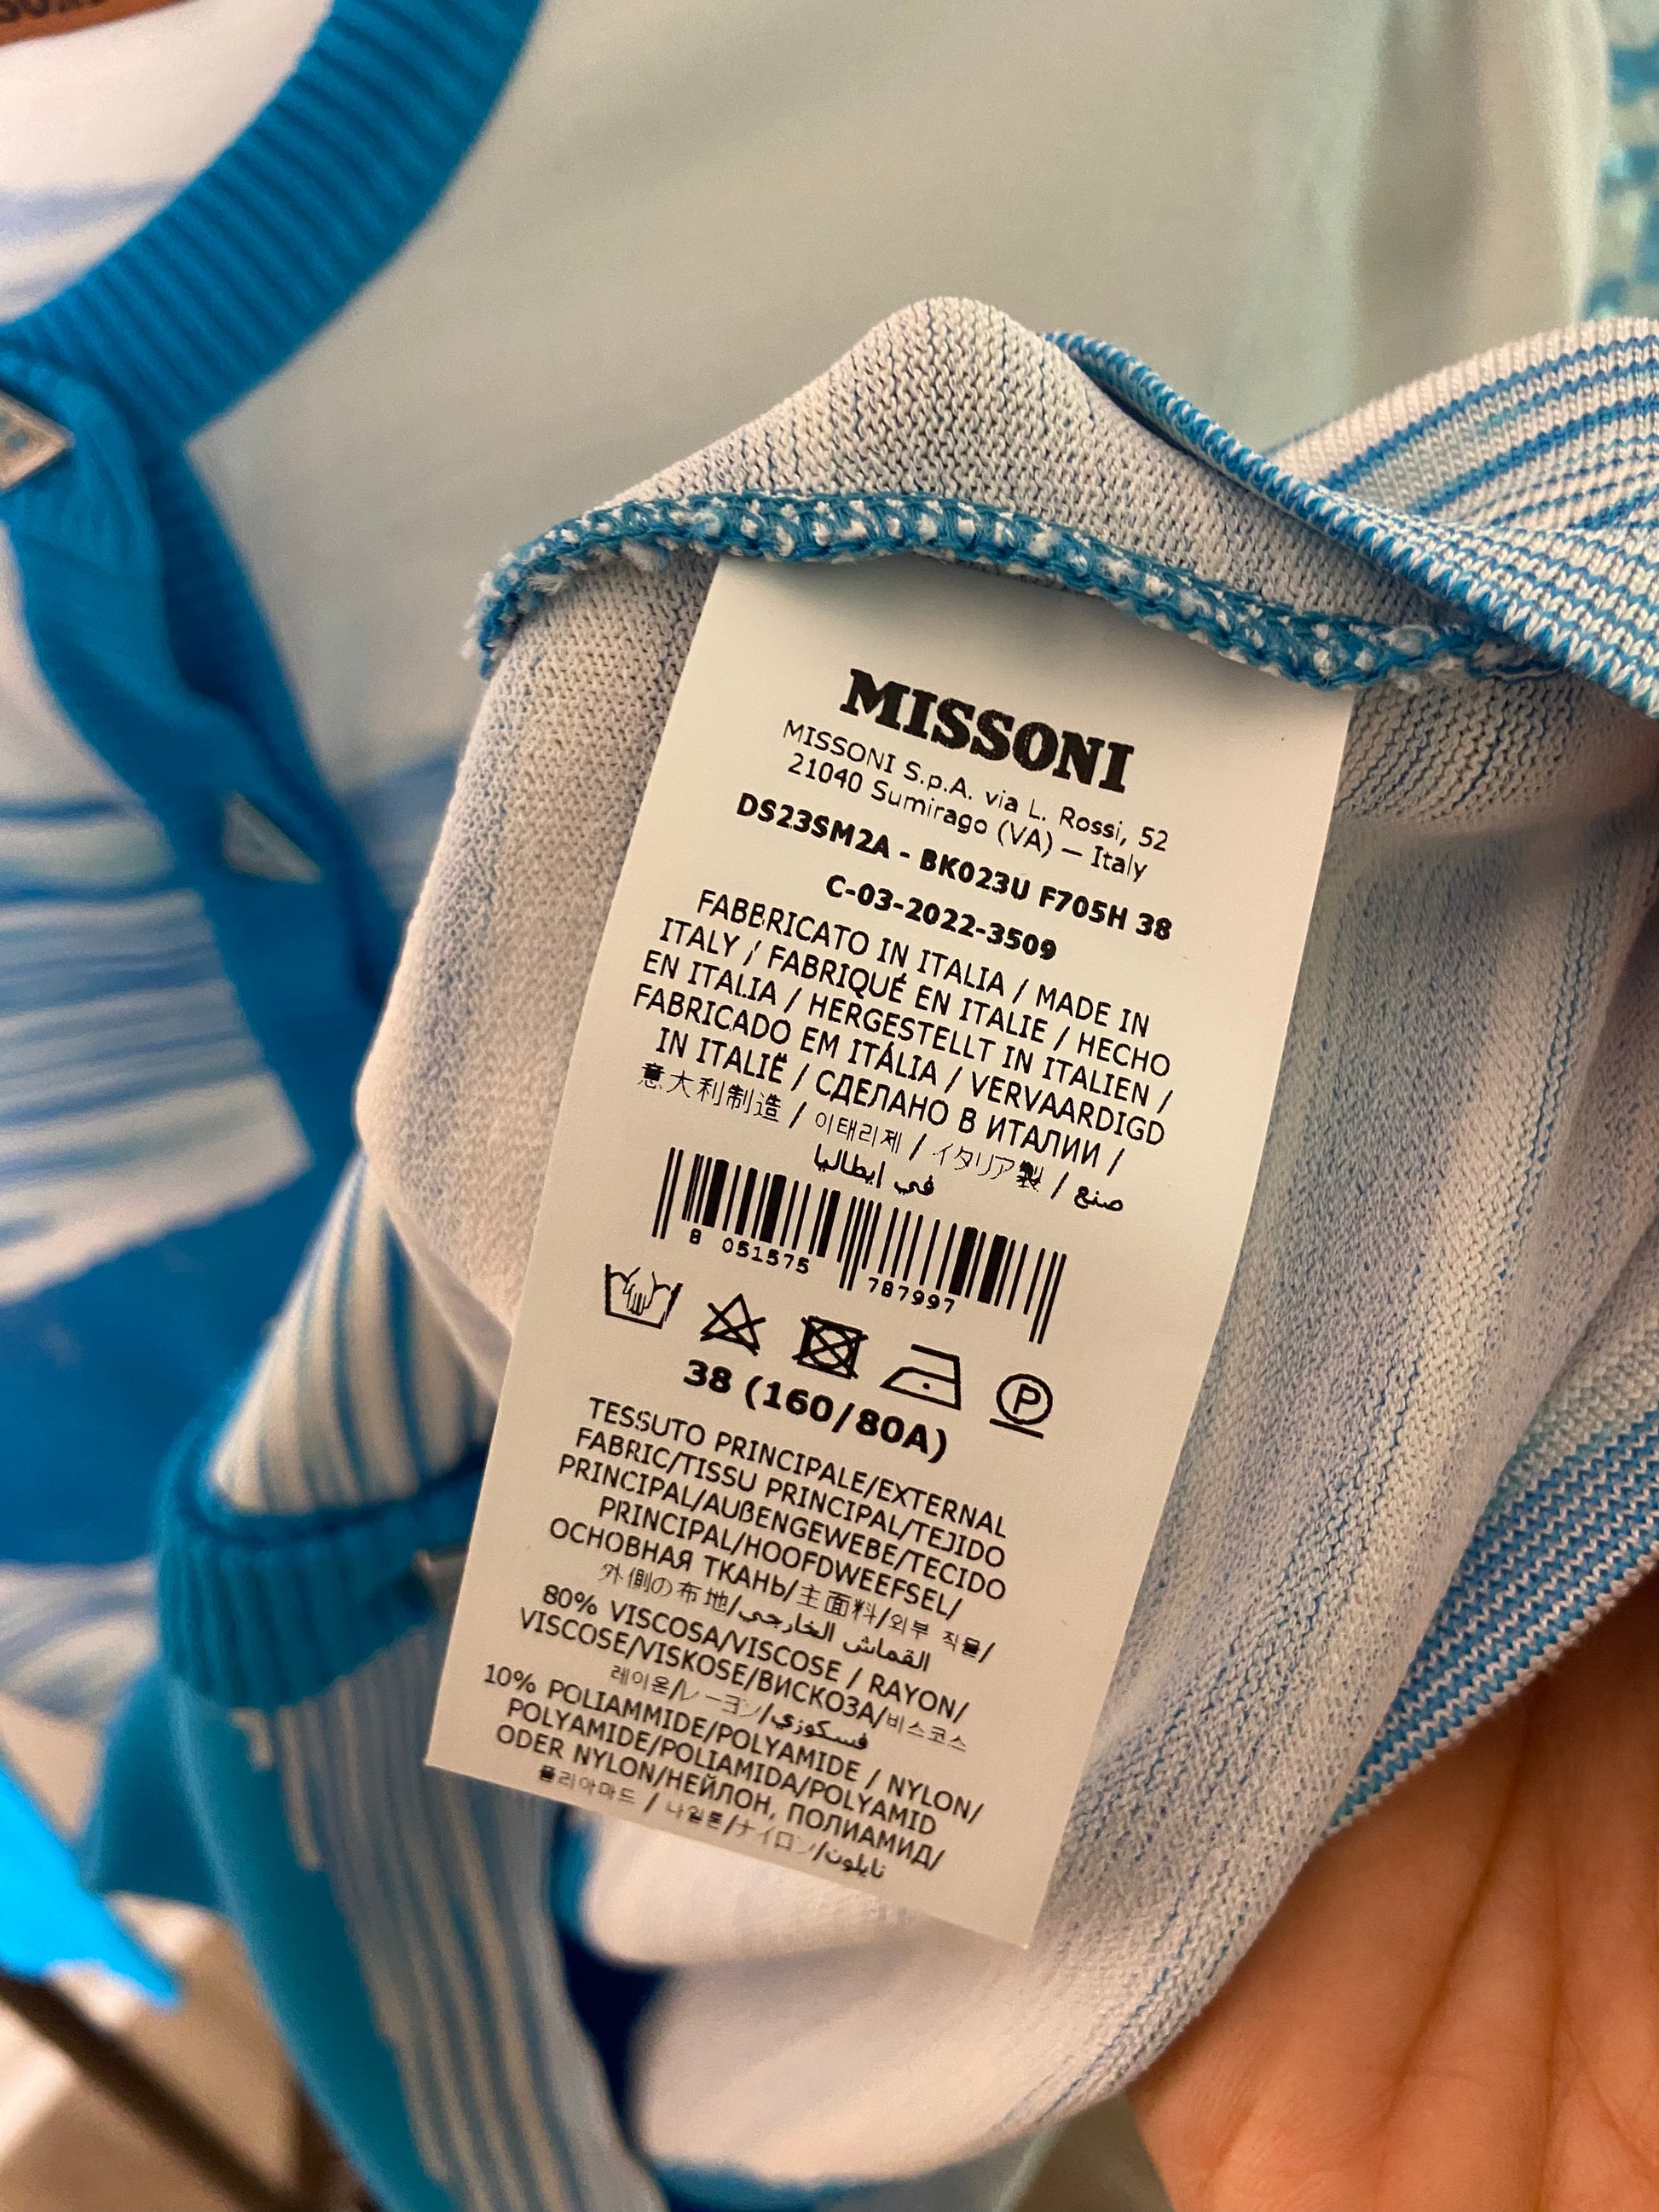 MISSONI
MISSONI S.p.A. via L. Rossi, 52
21040 Sumirago (VA) — Italy
DS23SM2A - BK023U F705H 38
C-03-2022-3509
FABBRICATO IN ITALIA / MADE IN
ITALY / FABRIQUÉ EN ITALIE / HECHO
EN ITALIA / HERGESTELLT IN ITALIEN /
FABRICADO EM ITÁLIA / VERVAARDIGD
IN ITALIË / СДЕЛАНО В ИТАЛИИ /
意大利制造 / 이태리제 / イタリア製 / صنع
في إيطاليا
8 051575 787997
P
38 (160/80A)
TESSUTO PRINCIPALE/EXTERNAL
FABRIC/TISSU PRINCIPAL/TEJIDO
PRINCIPAL/AUßENGEWEBE/TECIDO
PRINCIPAL/HOOFDWEEFSEL/
ОСНОВНАЯ ТКАНЬ/主面料/외부 직물/
外側の布地/القماش الخارجي
80% VISCOSA/VISCOSE / RAYON/
VISCOSE/VISKOSE/ВИСКОЗА/비스코스
레이온/レーヨン/فسكوزي
10% POLIAMMIDE/POLYAMIDE / NYLON/
POLYAMIDE/POLIAMIDA/POLYAMID
ODER NYLON/НЕЙЛОН, ПОЛИАМИД/
폴리아마드 / 나일론/ナイロン/نايلون